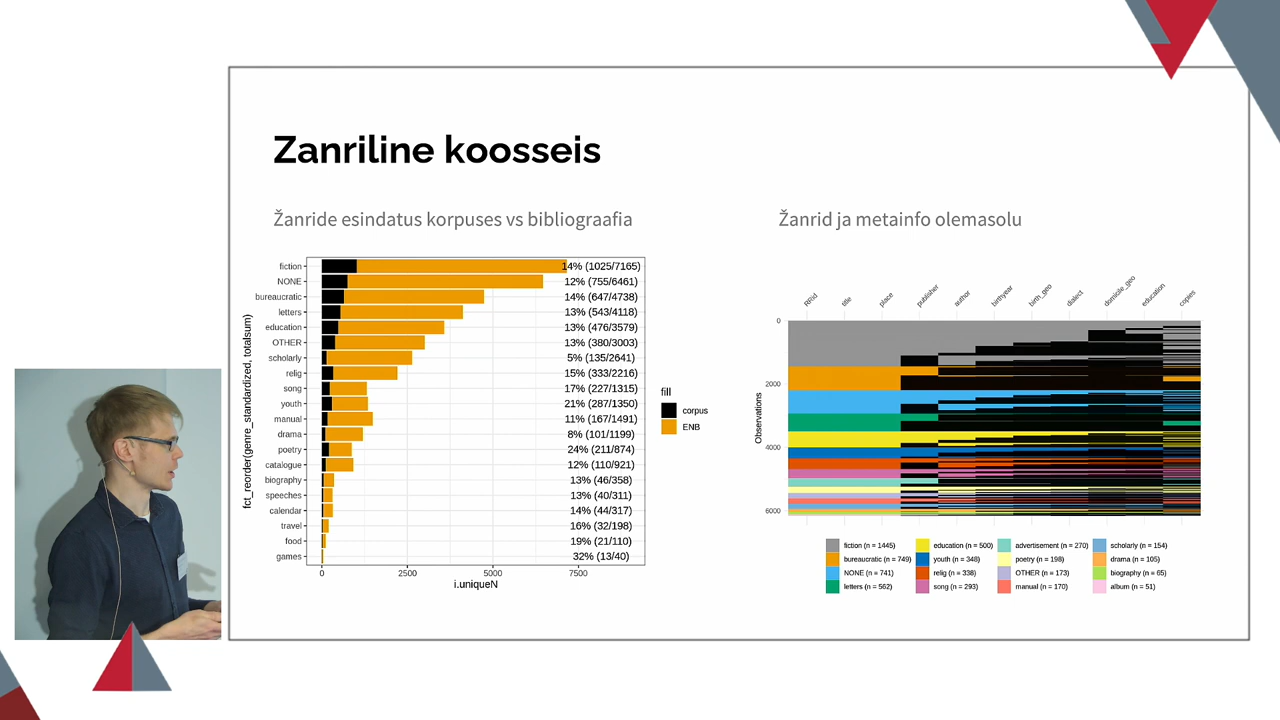 Zanriline koosseis
Žanride esindatus korpuses vs bibliograafia
fct_reorder(genre_standardized, totalsum)
fiction 14% (1025/7165)
NONE 12% (755/6461)
bureaucratic 14% (647/4738)
letters 13% (543/4118)
education 13% (476/3579)
OTHER 13% (380/3003)
scholarly 5% (135/2641)
relig 15% (333/2216)
song 17% (227/1315)
youth 21% (287/1350)
manual 11% (167/1491)
drama 8% (101/1199)
poetry 24% (211/874)
catalogue 12% (110/921)
biography 13% (46/358)
speeches 13% (40/311)
calendar 14% (44/317)
travel 16% (32/198)
food 19% (21/110)
games 32% (13/40)
0 2500 5000 7500
i.uniqueN
fill
corpus
ENB
Žanrid ja metainfo olemasolu
RRid title place publisher author birthyear birth_geo dialect domicile_geo education copies
Observations
0
2000
4000
6000
fiction (n = 1445) education (n = 500) advertisement (n = 270) scholarly (n = 154)
bureaucratic (n = 749) youth (n = 348) poetry (n = 198) drama (n = 105)
NONE (n = 741) relig (n = 338) OTHER (n = 173) biography (n = 65)
letters (n = 562) song (n = 293) manual (n = 170) album (n = 51)